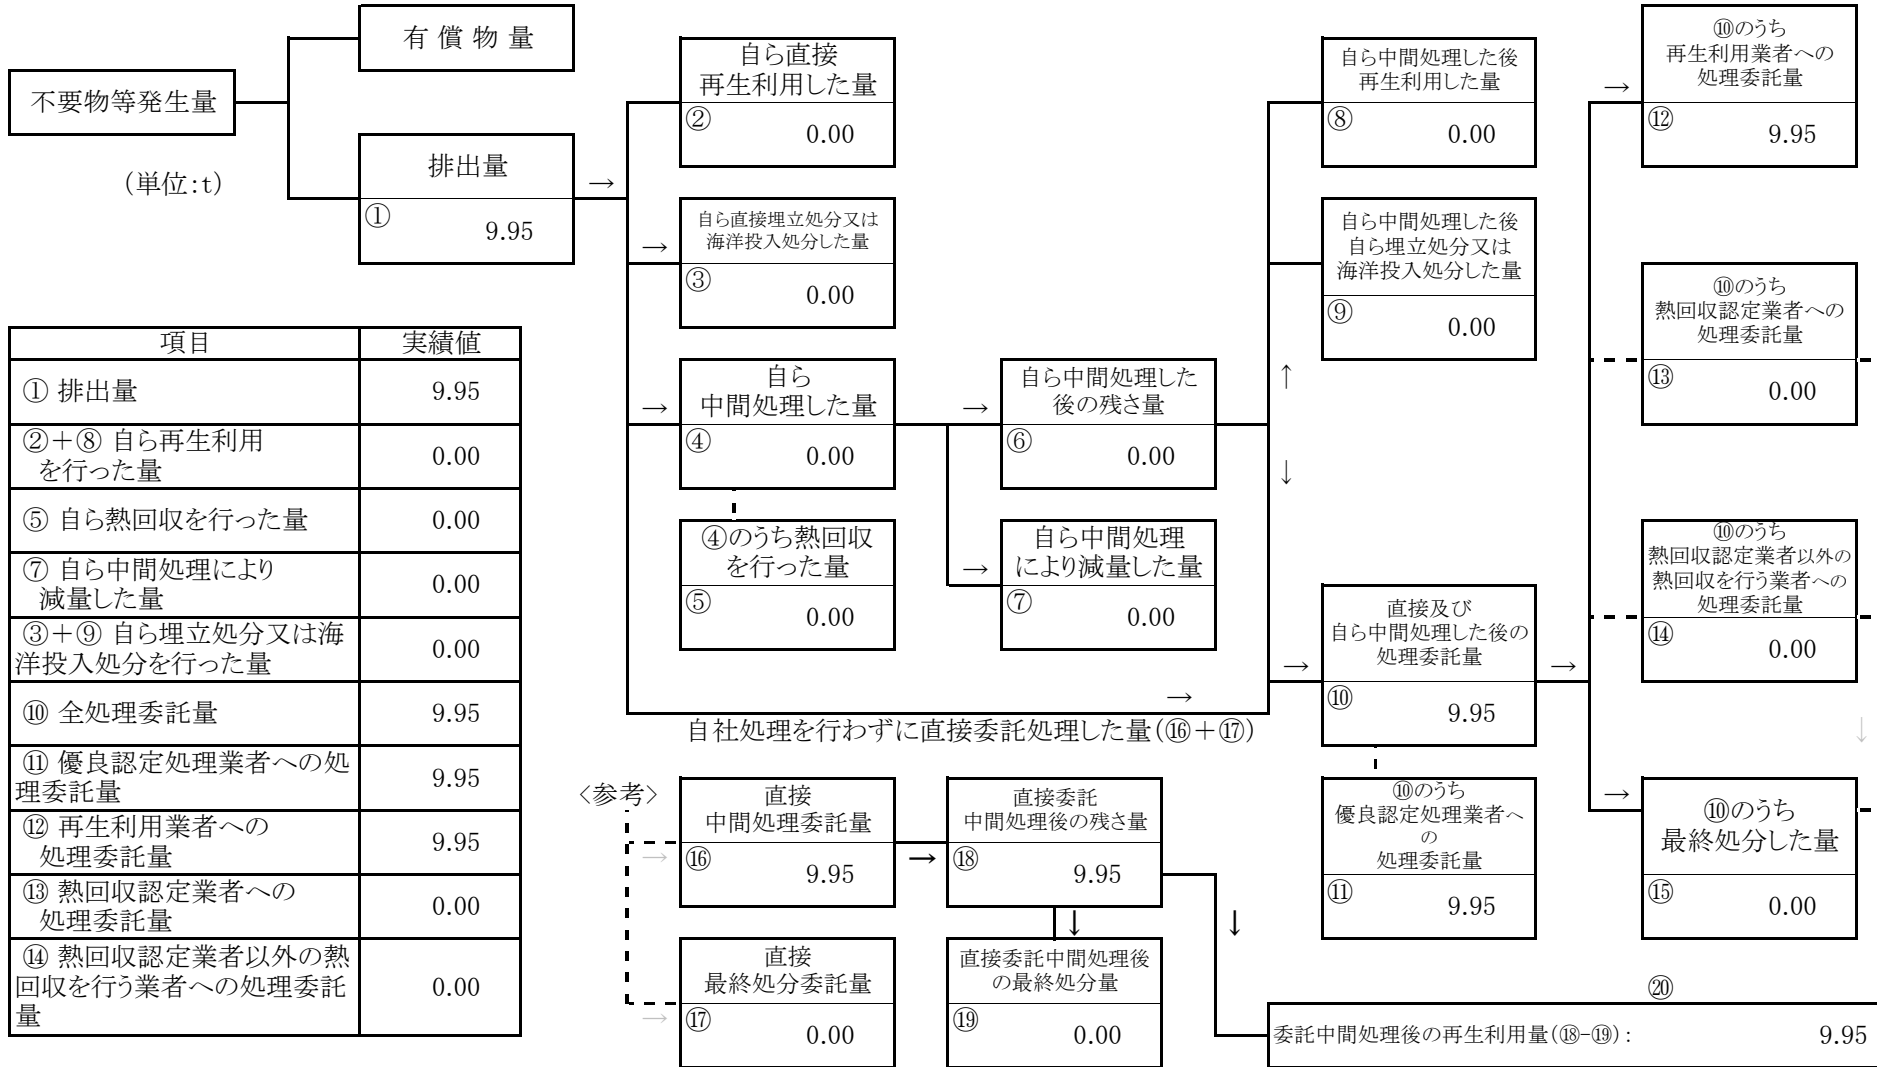 有 償 物 量
不要物等発生量
(単位:t)
排出量
① 9.95
→
自ら直接
再生利用した量
② 0.00
→
自ら直接埋立処分又は
海洋投入処分した量
③ 0.00
→
自ら
中間処理した量
④ 0.00
④のうち熱回収
を行った量
⑤ 0.00
→
自ら中間処理した
後の残さ量
⑥ 0.00
→
自ら中間処理
により減量した量
⑦ 0.00
↑
↓
自ら中間処理した後
再生利用した量
⑧ 0.00
自ら中間処理した後
自ら埋立処分又は
海洋投入処分した量
⑨ 0.00
→
自社処理を行わずに直接委託処理した量(⑯+⑰)
→
直接及び
自ら中間処理した後の
処理委託量
⑩ 9.95
⑩のうち
優良認定処理業者へ
の
処理委託量
⑪ 9.95
→
→
⑩のうち
再生利用業者への
処理委託量
⑫ 9.95
⑩のうち
熱回収認定業者への
処理委託量
⑬ 0.00
⑩のうち
熱回収認定業者以外の
熱回収を行う業者への
処理委託量
⑭ 0.00
↓
→
⑩のうち
最終処分した量
⑮ 0.00
項目 実績値
① 排出量 9.95
②+⑧ 自ら再生利用
を行った量 0.00
⑤ 自ら熱回収を行った量 0.00
⑦ 自ら中間処理により
減量した量 0.00
③+⑨ 自ら埋立処分又は海
洋投入処分を行った量 0.00
⑩ 全処理委託量 9.95
⑪ 優良認定処理業者への処
理委託量 9.95
⑫ 再生利用業者への
処理委託量 9.95
⑬ 熱回収認定業者への
処理委託量 0.00
⑭ 熱回収認定業者以外の熱
回収を行う業者への処理委託
量 0.00
<参考>
→
直接
中間処理委託量
⑯ 9.95
→
直接
最終処分委託量
⑰ 0.00
→
直接委託
中間処理後の残さ量
⑱ 9.95
↓
直接委託中間処理後
の最終処分量
⑲ 0.00
↓
⑳
委託中間処理後の再生利用量(⑱-⑲): 9.95